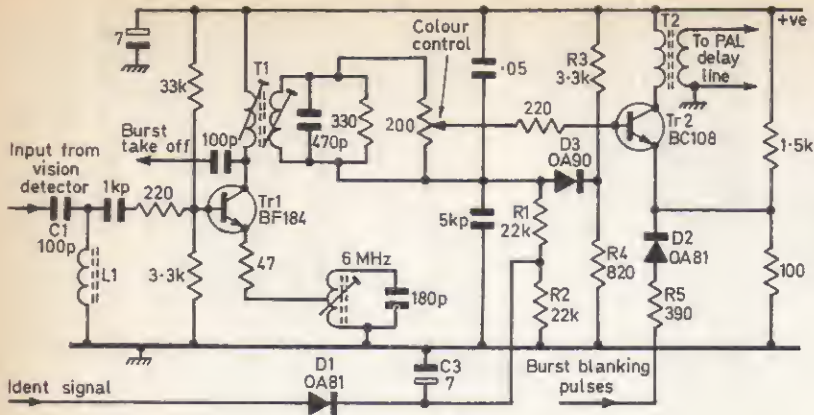 +ve
7
33k
T1
Colour
control
·05
R3
3·3k
T2
To PAL
delay
line
Burst
take off
100p
470p
330
200
220
Tr2
BC108
1·5k
Input from
vision
detector
1kp
220
C1
100p
Tr1
BF184
D3
OA90
L1
3·3k
47
6 MHz
180p
5kp
R1
22k
R2
22k
R4
820
D2
OA81
R5
390
100
Ident signal
D1
OA81
C3
7
Burst blanking
pulses